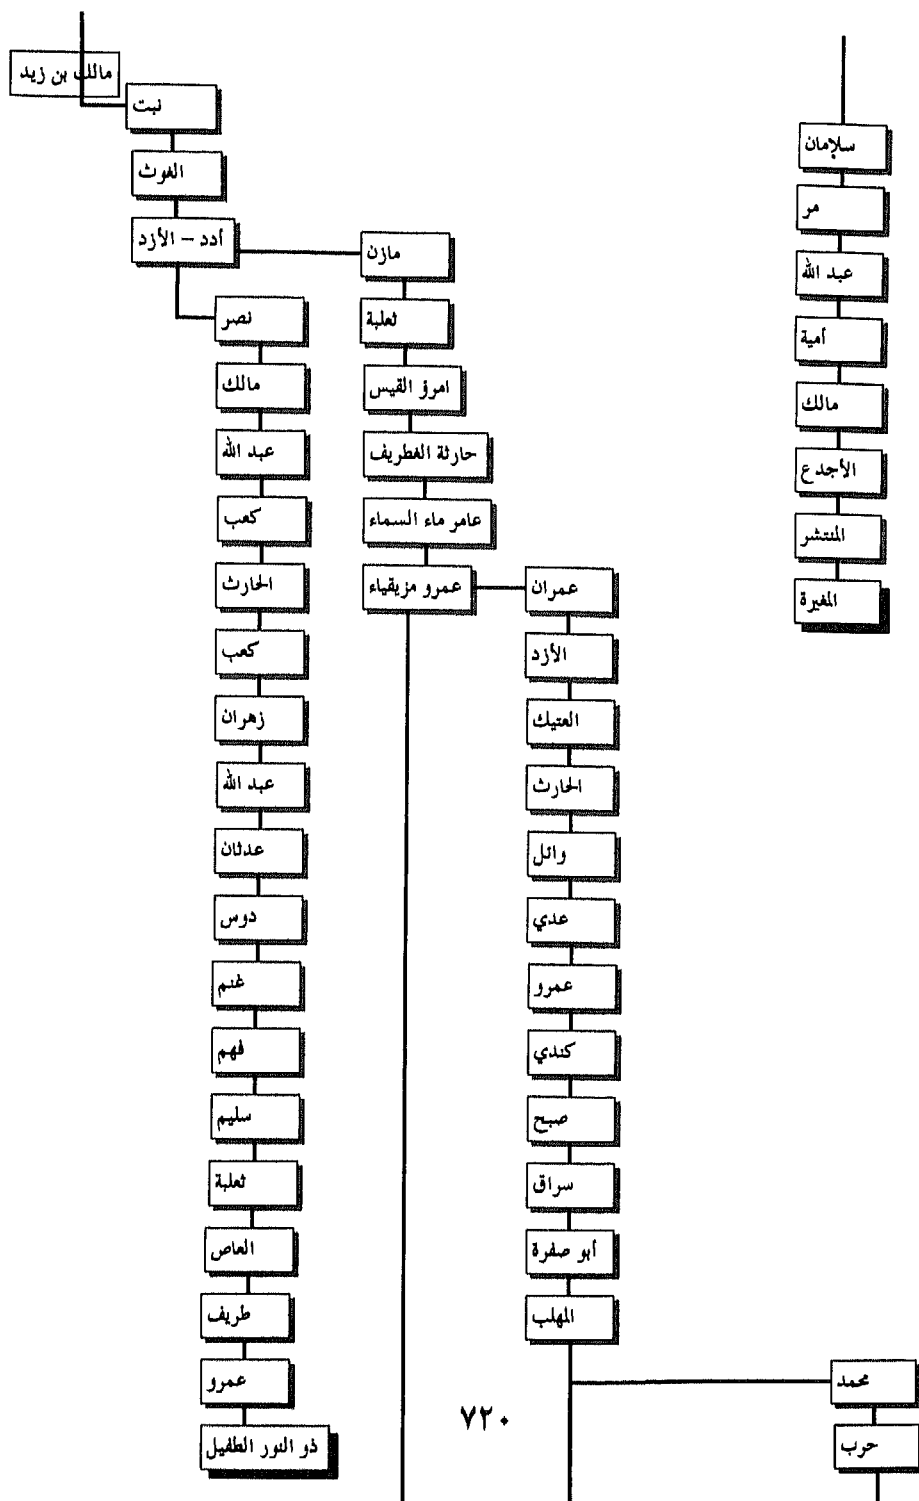 مالك بن زيد
نبت
الغوث
أدد – الأزد
سلامان
مر
عبد الله
أمية
مالك
الأجدع
المنتشر
المغيرة
مازن
ثعلبة
امرؤ القيس
حارثة الغطريف
عامر ماء السماء
عمرو مزيقياء
عمران
الأزد
العتيك
الحارث
وائل
عدي
عمرو
كندي
صبح
سراق
أبو صفرة
المهلب
محمد
حرب
نصر
مالك
عبد الله
كعب
الحارث
كعب
زهران
عبد الله
عدثان
دوس
غنم
فهم
سليم
ثعلبة
العاص
طريف
عمرو
ذو النور الطفيل
٧٢٠